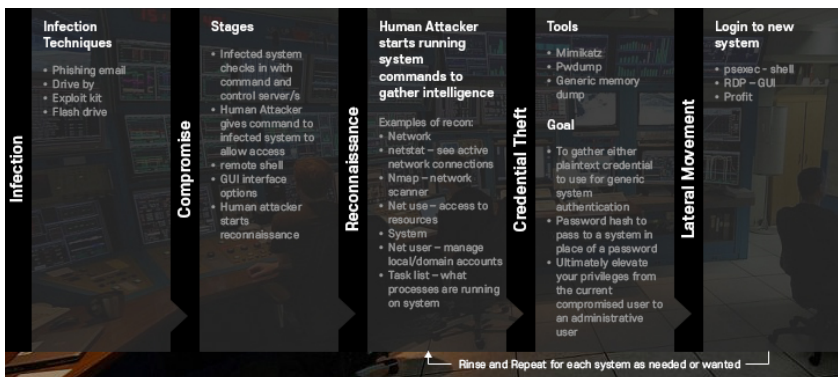 Infection
Infection
Techniques
• Phishing email
• Drive by
• Exploit kit
• Flash drive
Compromise
Stages
• Infected system
checks in with
command and
control server/s
• Human Attacker
gives command to
infected system to
allow access
• remote shell
• GUI interface
options
• Human attacker
starts
reconnaissance
Reconnaissance
Human Attacker
starts running
system
commands to
gather intelligence
Examples of recon:
• Network
• netstat – see active
network connections
• Nmap – network
scanner
• Net use – access to
resources
• System
• Net user – manage
local/domain accounts
• Task list – what
processes are running
on system
Credential Theft
Tools
• Mimikatz
• Pwdump
• Generic memory
dump
Goal
• To gather either
plaintext credential
to use for generic
system
authentication
• Password hash to
pass to a system in
place of a password
• Ultimately elevate
your privileges from
the current
compromised user to
an administrative
user
Lateral Movement
Login to new
system
• psexec - shell
• RDP – GUI
• Profit
Rinse and Repeat for each system as needed or wanted